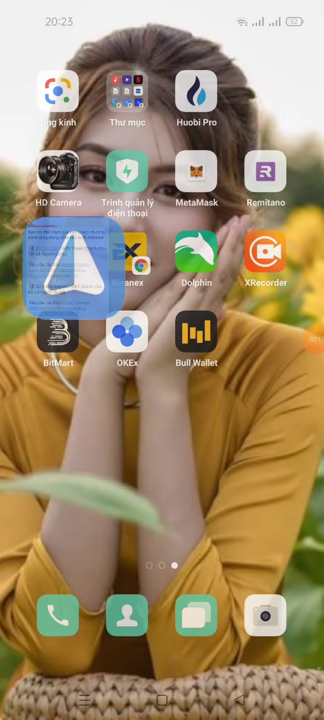 20:23
82
Ống kính
Thư mục
Huobi Pro
HD Camera
Trình quản lý
điện thoại
MetaMask
Remitano
Dolphin
XRecorder
BitMart
OKEx
Bull Wallet